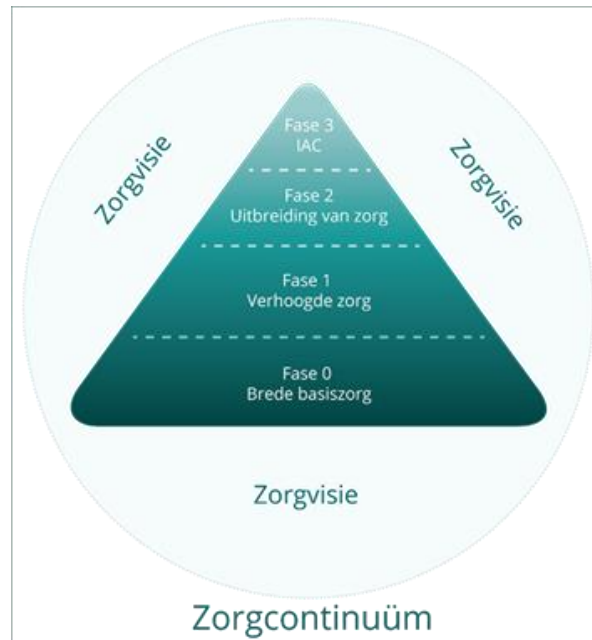 Zorgvisie
Zorgvisie
Fase 3
IAC
Fase 2
Uitbreiding van zorg
Fase 1
Verhoogde zorg
Fase 0
Brede basiszorg
Zorgvisie
Zorgcontinuüm